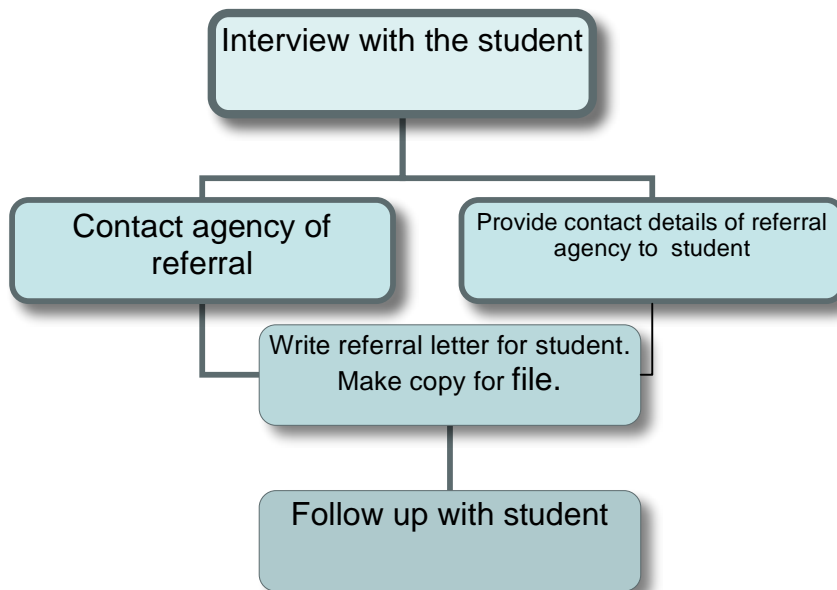 Interview with the student
Contact agency of
referral
Provide contact details of referral
agency to  student
Write referral letter for student.
Make copy for file.
Follow up with student